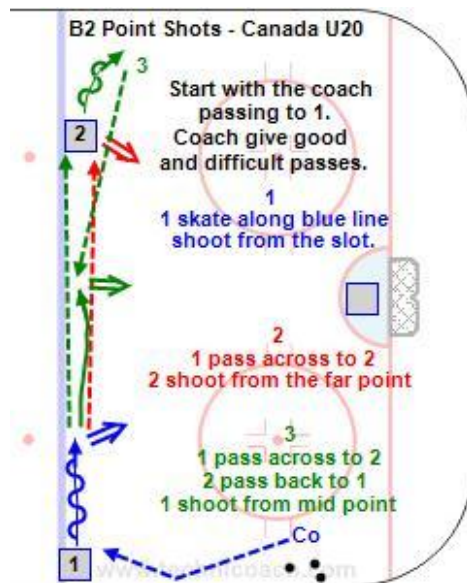 B2 Point Shots - Canada U20
3
Start with the coach
passing to 1.
Coach give good
and difficult passes.
2
1
1 skate along blue line
shoot from the slot.
2
1 pass across to 2
2 shoot from the far point
3
1 pass across to 2
2 pass back to 1
1 shoot from mid point
Co
1
www.technicoach.com